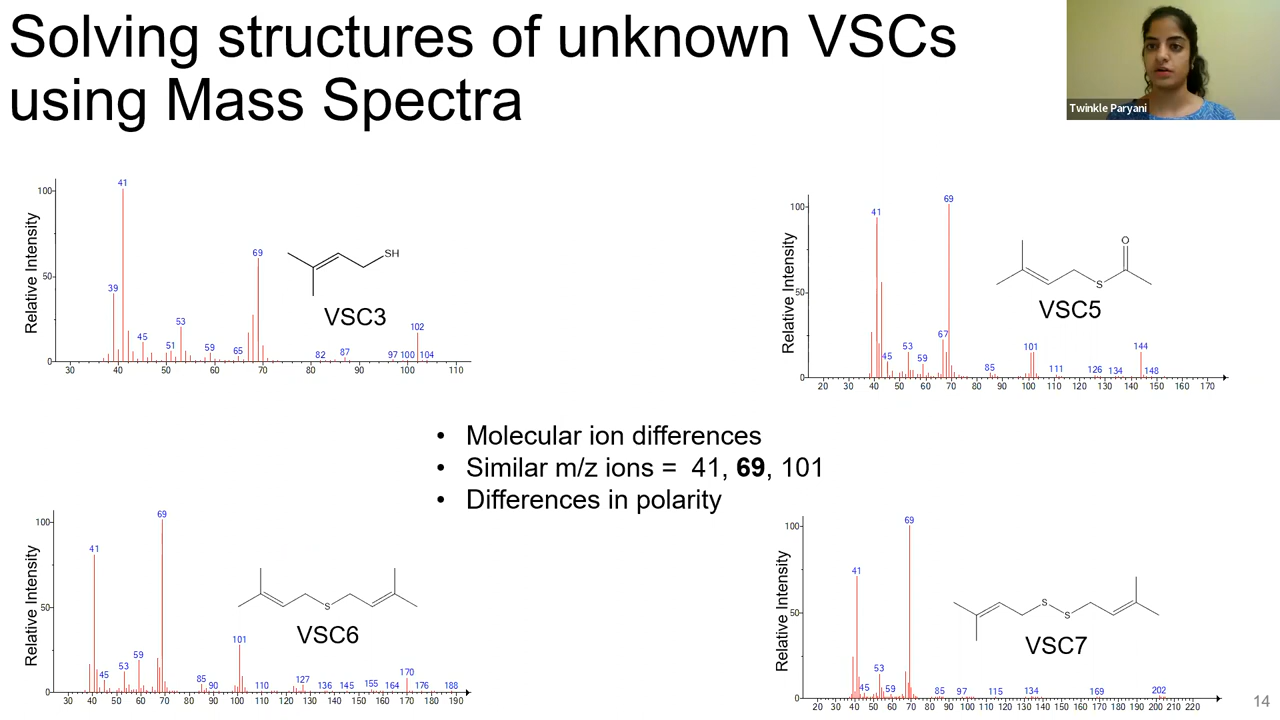 Solving structures of unknown VSCs
using Mass Spectra
Twinkle Paryani
Relative Intensity
100
50
0
41
39
45
51
53
59
65
69
82
87
97
100
102
104
30 40 50 60 70 80 90 100 110
SH
VSC3
Relative Intensity
100
50
0
41
45
53
59
67
69
85
101
111
126
134
144
148
20 30 40 50 60 70 80 90 100 110 120 130 140 150 160 170
O
S
VSC5
• Molecular ion differences
• Similar m/z ions = 41, 69, 101
• Differences in polarity
Relative Intensity
100
50
0
41
45
53
59
69
85
90
101
110
127
136
145
155
164
170
176
188
30 40 50 60 70 80 90 100 110 120 130 140 150 160 170 180 190
S
VSC6
Relative Intensity
100
50
0
41
45
53
59
69
85
97
115
134
169
202
20 30 40 50 60 70 80 90 100 110 120 130 140 150 160 170 180 190 200 210 220
S
S
VSC7
14